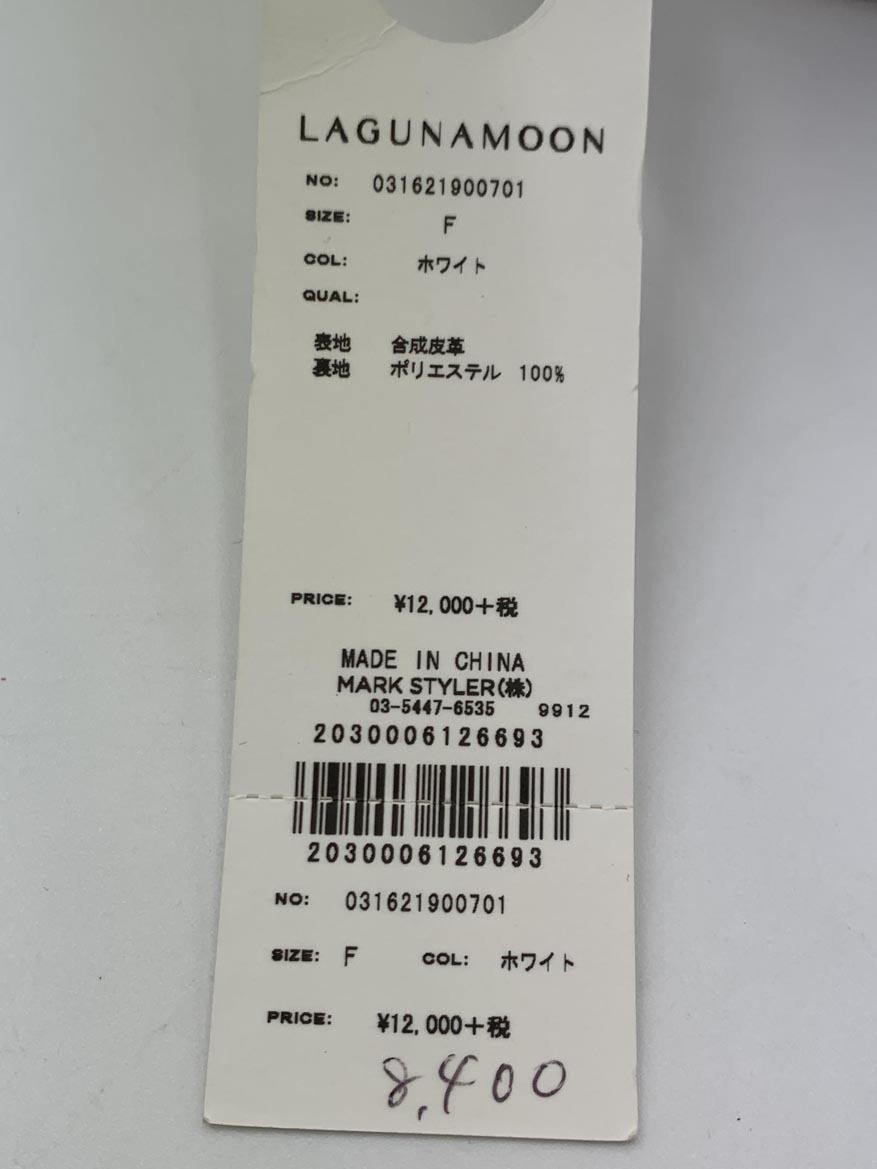 LAGUNAMOON
NO: 031621900701
SIZE: F
COL: ホワイト
QUAL:
表地 合成皮革
裏地 ポリエステル 100%
PRICE: ¥12,000+税
MADE IN CHINA
MARK STYLER(株)
03-5447-6535 9912
2030006126693
2030006126693
NO: 031621900701
SIZE: F COL: ホワイト
PRICE: ¥12,000+税
8,400